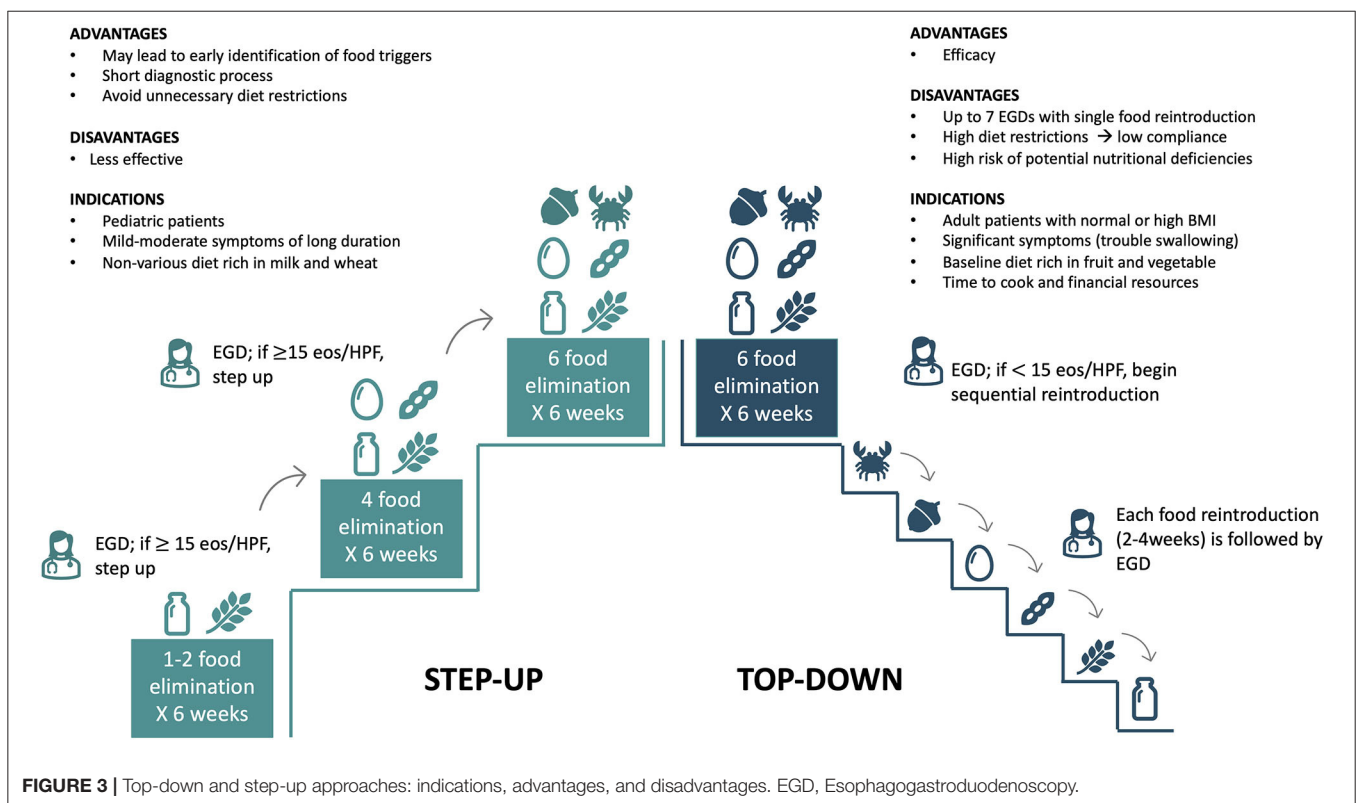 ADVANTAGES
• May lead to early identification of food triggers
• Short diagnostic process
• Avoid unnecessary diet restrictions
DISAVANTAGES
• Less effective
INDICATIONS
• Pediatric patients
• Mild-moderate symptoms of long duration
• Non-various diet rich in milk and wheat
EGD; if ≥15 eos/HPF,
step up
EGD; if ≥ 15 eos/HPF,
step up
1-2 food
elimination
X 6 weeks
4 food
elimination
X 6 weeks
6 food
elimination
X 6 weeks
STEP-UP
ADVANTAGES
• Efficacy
DISADVANTAGES
• Up to 7 EGDs with single food reintroduction
• High diet restrictions → low compliance
• High risk of potential nutritional deficiencies
INDICATIONS
• Adult patients with normal or high BMI
• Significant symptoms (trouble swallowing)
• Baseline diet rich in fruit and vegetable
• Time to cook and financial resources
6 food
elimination
X 6 weeks
EGD; if < 15 eos/HPF, begin
sequential reintroduction
Each food reintroduction
(2-4weeks) is followed by
EGD
TOP-DOWN
FIGURE 3 | Top-down and step-up approaches: indications, advantages, and disadvantages. EGD, Esophagogastroduodenoscopy.